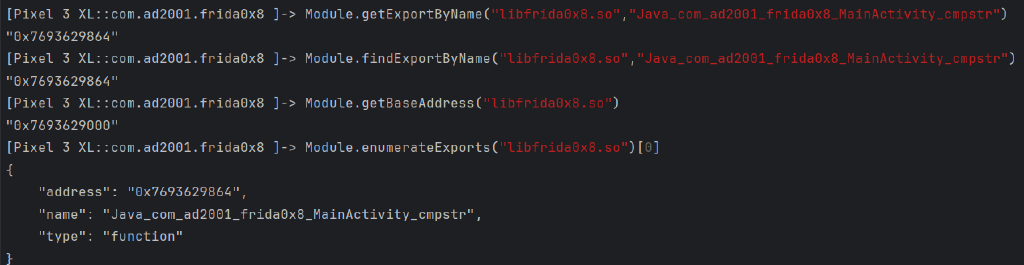 [Pixel 3 XL::com.ad2001.frida0x8 ]-> Module.getExportByName("libfrida0x8.so","Java_com_ad2001_frida0x8_MainActivity_cmpstr")
"0x7693629864"
[Pixel 3 XL::com.ad2001.frida0x8 ]-> Module.findExportByName("libfrida0x8.so","Java_com_ad2001_frida0x8_MainActivity_cmpstr")
"0x7693629864"
[Pixel 3 XL::com.ad2001.frida0x8 ]-> Module.getBaseAddress("libfrida0x8.so")
"0x7693629000"
[Pixel 3 XL::com.ad2001.frida0x8 ]-> Module.enumerateExports("libfrida0x8.so")[0]
{
    "address": "0x7693629864",
    "name": "Java_com_ad2001_frida0x8_MainActivity_cmpstr",
    "type": "function"
}